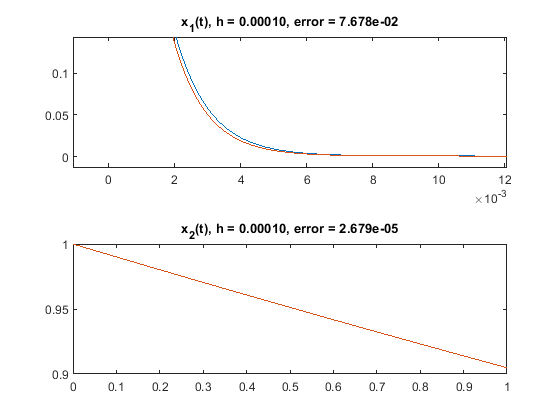 x1(t), h = 0.00010, error = 7.678e-02
0.1
0.05
0
0 2 4 6 8 10 12
×10-3
x2(t), h = 0.00010, error = 2.679e-05
1
0.95
0.9
0 0.1 0.2 0.3 0.4 0.5 0.6 0.7 0.8 0.9 1